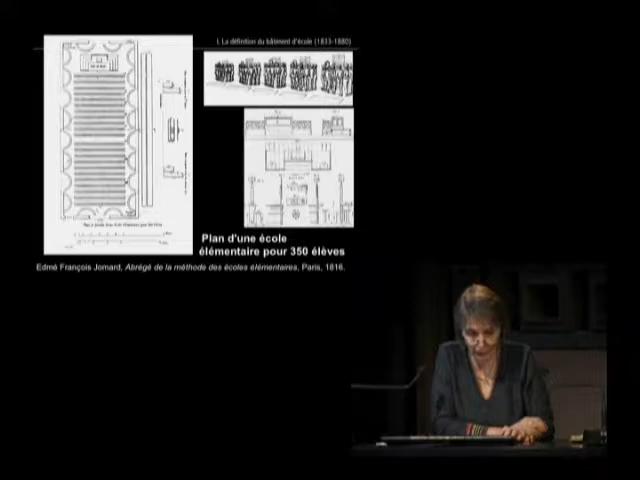 I. La définition du bâtiment d'école (1833-1880)
Plan d'une école
élémentaire pour 350 élèves
Edmé François Jomard, Abrégé de la méthode des écoles élémentaires, Paris, 1816.